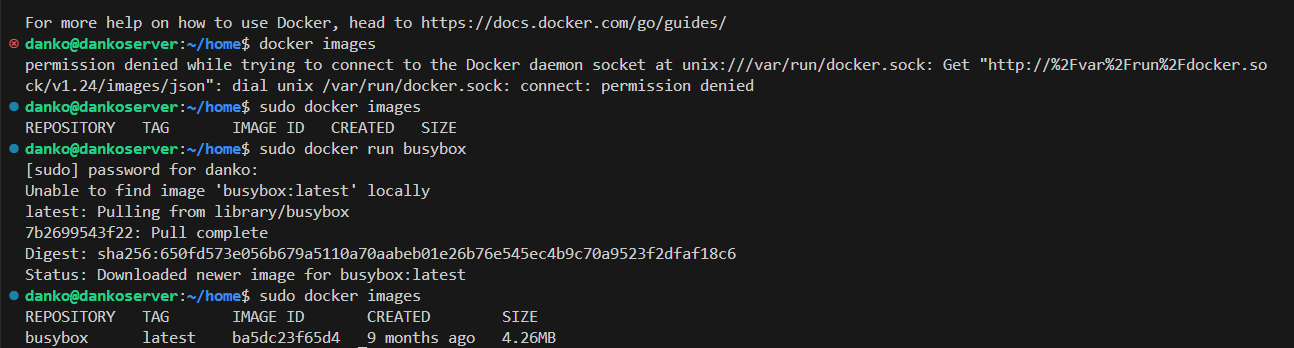 For more help on how to use Docker, head to https://docs.docker.com/go/guides/
danko@dankoserver:~/home$ docker images
permission denied while trying to connect to the Docker daemon socket at unix:///var/run/docker.sock: Get "http://%2Fvar%2Frun%2Fdocker.so
ck/v1.24/images/json": dial unix /var/run/docker.sock: connect: permission denied
danko@dankoserver:~/home$ sudo docker images
REPOSITORY   TAG       IMAGE ID   CREATED   SIZE
danko@dankoserver:~/home$ sudo docker run busybox
[sudo] password for danko:
Unable to find image 'busybox:latest' locally
latest: Pulling from library/busybox
7b2699543f22: Pull complete
Digest: sha256:650fd573e056b679a5110a70aabeb01e26b76e545ec4b9c70a9523f2dfaf18c6
Status: Downloaded newer image for busybox:latest
danko@dankoserver:~/home$ sudo docker images
REPOSITORY   TAG       IMAGE ID       CREATED        SIZE
busybox      latest    ba5dc23f65d4   9 months ago   4.26MB